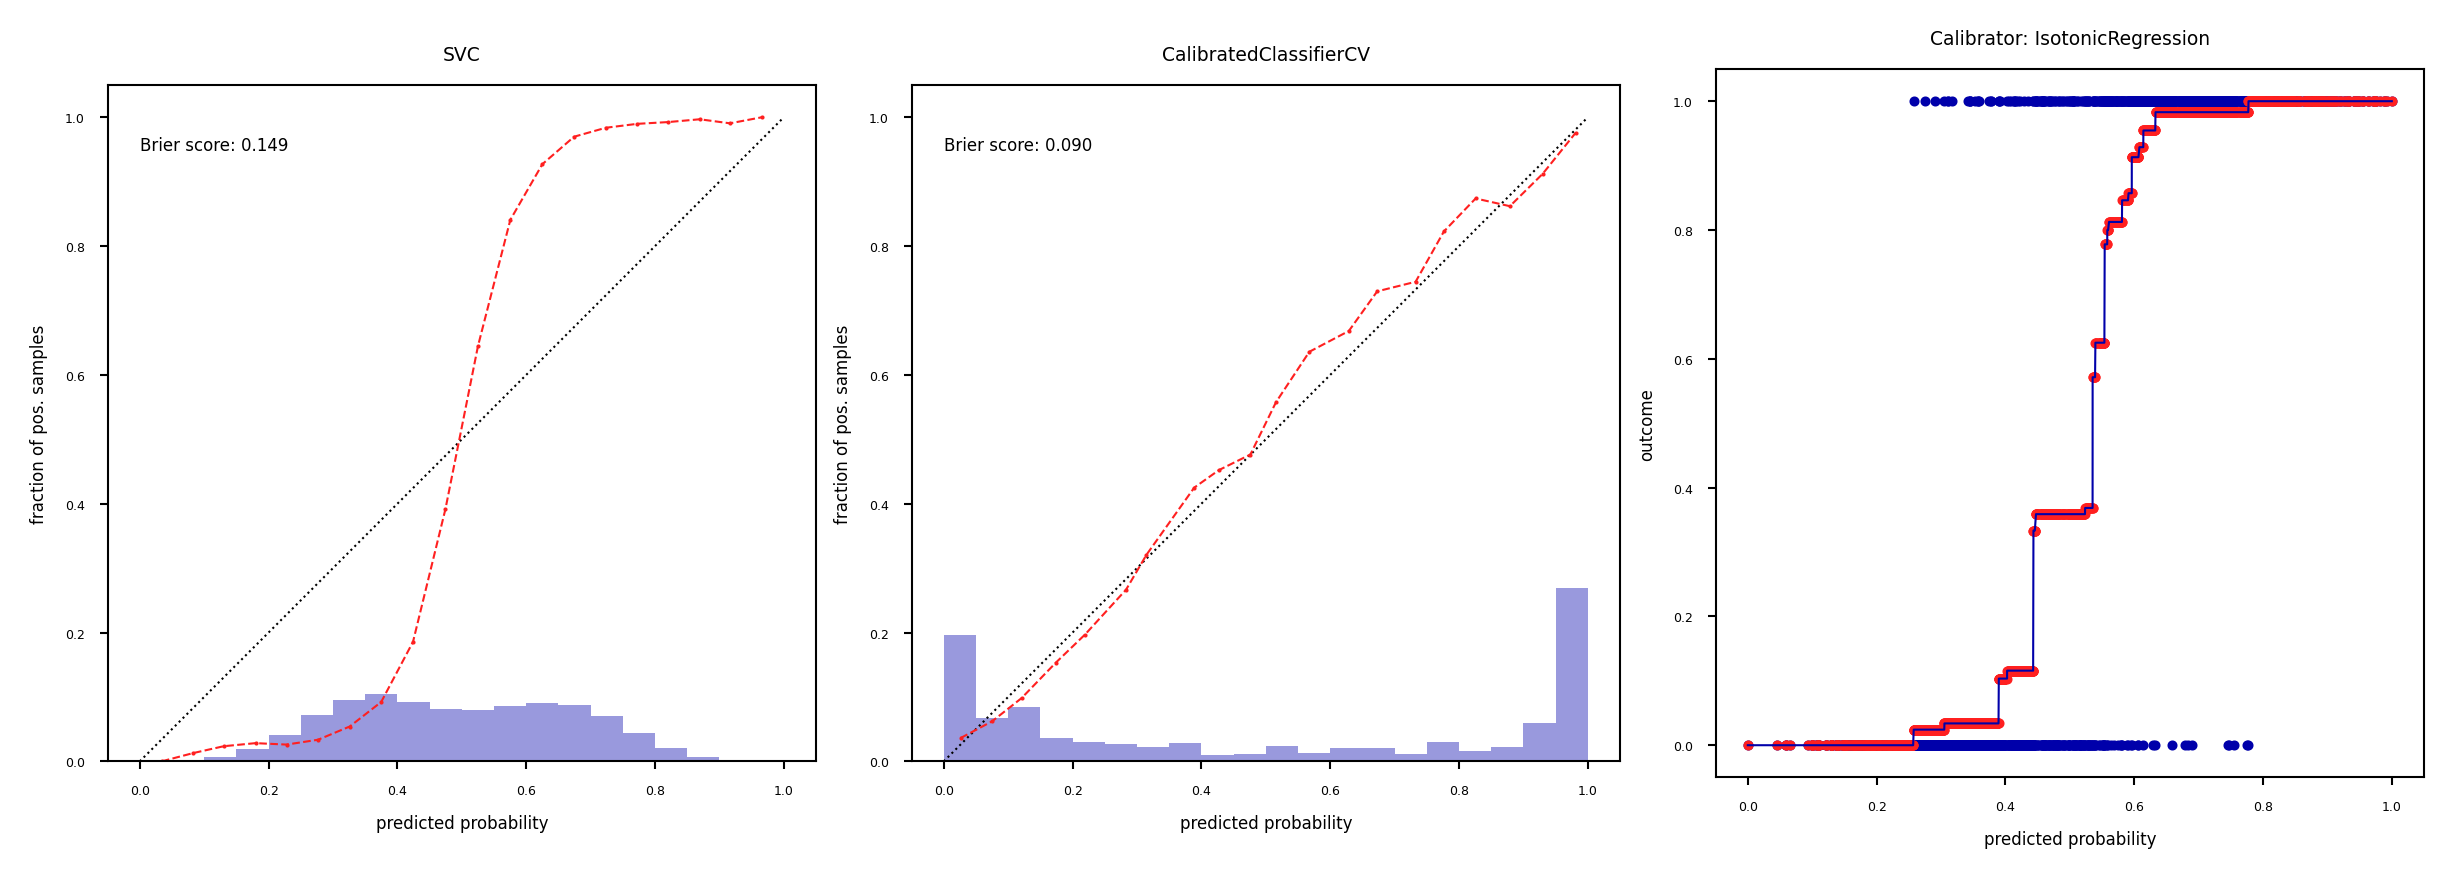 SVC
Brier score: 0.149
fraction of pos. samples
1.0
0.8
0.6
0.4
0.2
0.0
0.0 0.2 0.4 0.6 0.8 1.0
predicted probability
CalibratedClassifierCV
Brier score: 0.090
fraction of pos. samples
1.0
0.8
0.6
0.4
0.2
0.0
0.0 0.2 0.4 0.6 0.8 1.0
predicted probability
Calibrator: IsotonicRegression
outcome
1.0
0.8
0.6
0.4
0.2
0.0
0.0 0.2 0.4 0.6 0.8 1.0
predicted probability